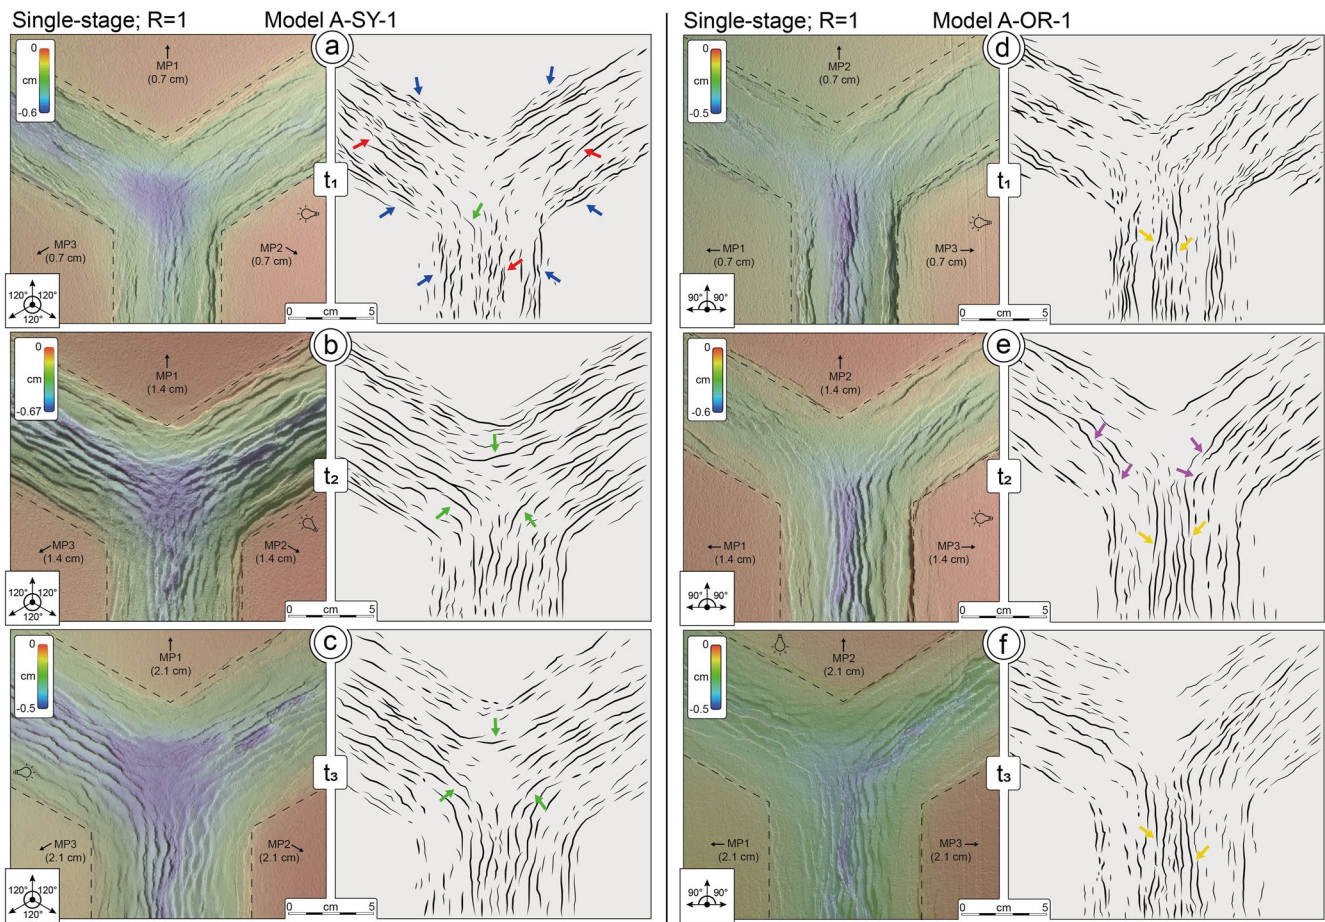 Single-stage; R=1 Model A-SY-1
a
0
cm
-0.6
MP1
(0.7 cm)
MP3
(0.7 cm)
MP2
(0.7 cm)
t₁
120° 120°
120°
0 cm 5
b
0
cm
-0.67
MP1
(1.4 cm)
MP3
(1.4 cm)
MP2
(1.4 cm)
t₂
120° 120°
120°
0 cm 5
c
0
cm
-0.5
MP1
(2.1 cm)
MP3
(2.1 cm)
MP2
(2.1 cm)
t₃
120° 120°
120°
0 cm 5
Single-stage; R=1 Model A-OR-1
d
0
cm
-0.5
MP2
(0.7 cm)
MP1
(0.7 cm)
MP3
(0.7 cm)
t₁
90° 90°
0 cm 5
e
0
cm
-0.6
MP2
(1.4 cm)
MP1
(1.4 cm)
MP3
(1.4 cm)
t₂
90° 90°
0 cm 5
f
0
cm
-0.5
MP2
(2.1 cm)
MP1
(2.1 cm)
MP3
(2.1 cm)
t₃
90° 90°
0 cm 5